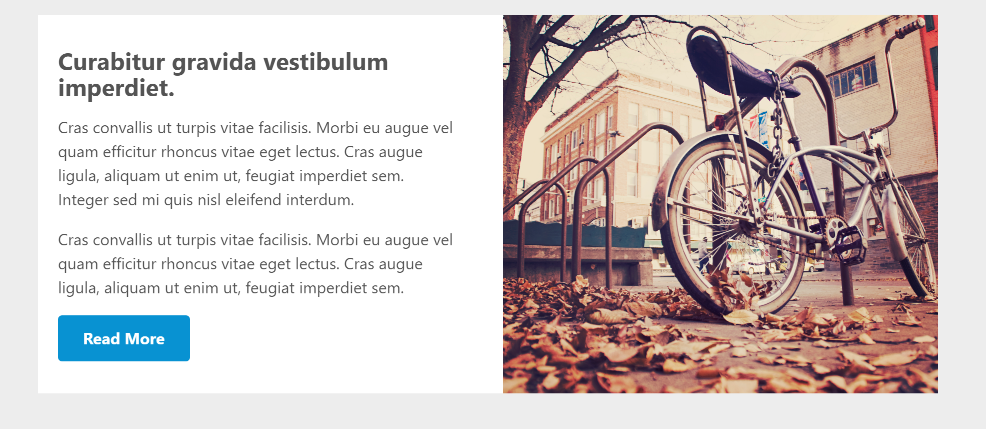 Curabitur gravida vestibulum
imperdiet.
Cras convallis ut turpis vitae facilisis. Morbi eu augue vel
quam efficitur rhoncus vitae eget lectus. Cras augue
ligula, aliquam ut enim ut, feugiat imperdiet sem.
Integer sed mi quis nisl eleifend interdum.
Cras convallis ut turpis vitae facilisis. Morbi eu augue vel
quam efficitur rhoncus vitae eget lectus. Cras augue
ligula, aliquam ut enim ut, feugiat imperdiet sem.
Read More